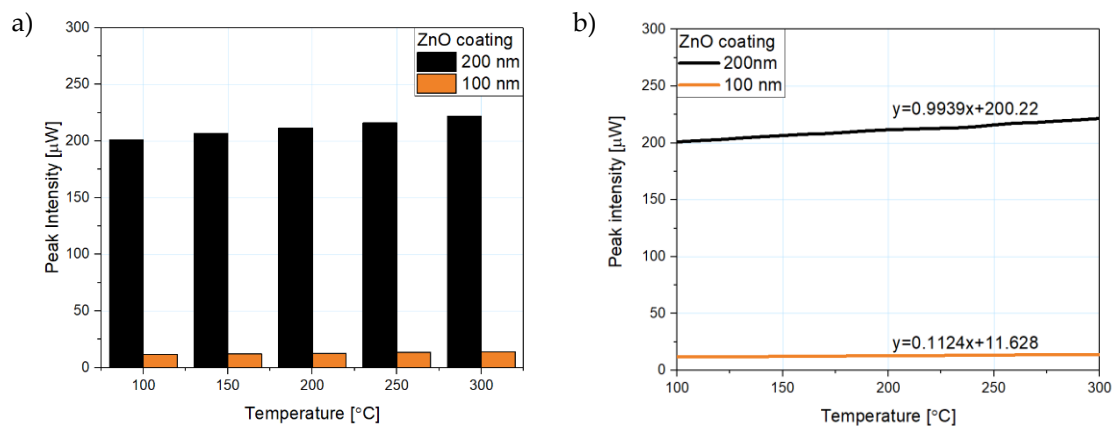 a)
300
250
200
150
100
50
0
Peak Intensity [µW]
ZnO coating
200 nm
100 nm
100 150 200 250 300
Temperature [°C]
b)
300
250
200
150
100
50
0
Peak intensity [µW]
ZnO coating
200nm
100 nm
y=0.9939x+200.22
y=0.1124x+11.628
100 150 200 250 300
Temperature [°C]